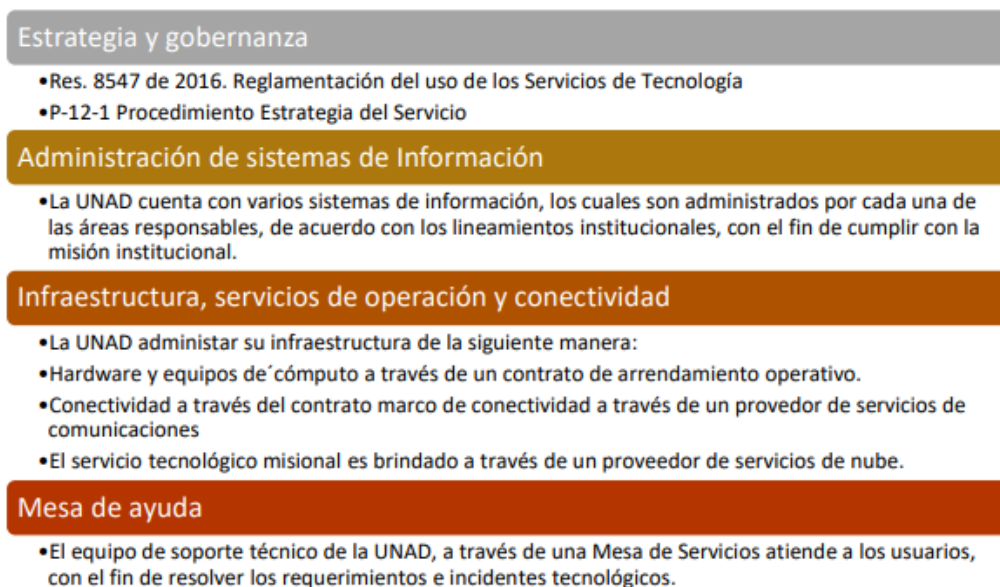 Estrategia y gobernanza
•Res. 8547 de 2016. Reglamentación del uso de los Servicios de Tecnología
•P-12-1 Procedimiento Estrategia del Servicio
Administración de sistemas de Información
•La UNAD cuenta con varios sistemas de información, los cuales son administrados por cada una de
las áreas responsables, de acuerdo con los lineamientos institucionales, con el fin de cumplir con la
misión institucional.
Infraestructura, servicios de operación y conectividad
•La UNAD administar su infraestructura de la siguiente manera:
•Hardware y equipos de´cómputo a través de un contrato de arrendamiento operativo.
•Conectividad a través del contrato marco de conectividad a través de un provedor de servicios de
comunicaciones
•El servicio tecnológico misional es brindado a través de un proveedor de servicios de nube.
Mesa de ayuda
•El equipo de soporte técnico de la UNAD, a través de una Mesa de Servicios atiende a los usuarios,
con el fin de resolver los requerimientos e incidentes tecnológicos.